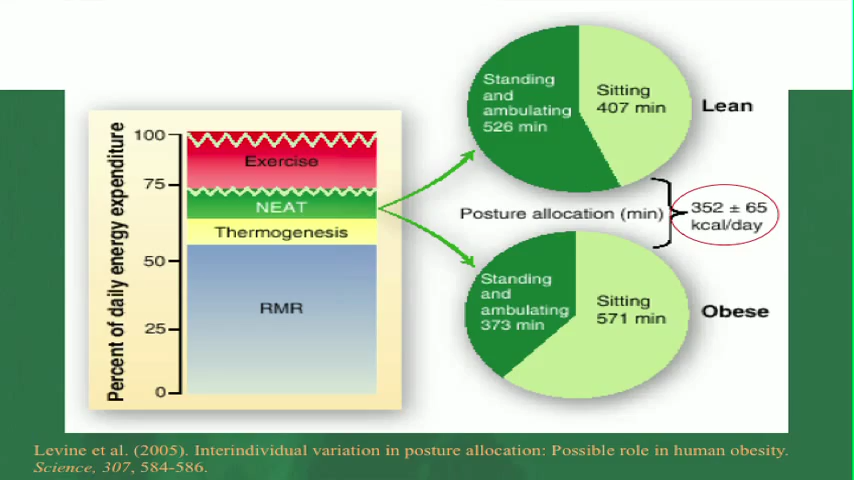 Percent of daily energy expenditure
100
75
50
25
0
Exercise
NEAT
Thermogenesis
RMR
Standing
and
ambulating
526 min
Sitting
407 min
Lean
Posture allocation (min)
352 ± 65
kcal/day
Standing
and
ambulating
373 min
Sitting
571 min
Obese
Levine et al. (2005). Interindividual variation in posture allocation: Possible role in human obesity.
Science, 307, 584-586.